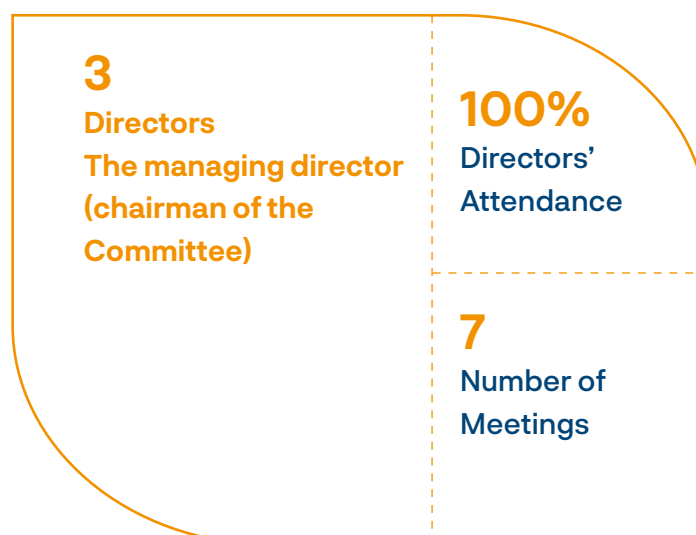 3
Directors
The managing director
(chairman of the
Committee)
100%
Directors’
Attendance
7
Number of
Meetings